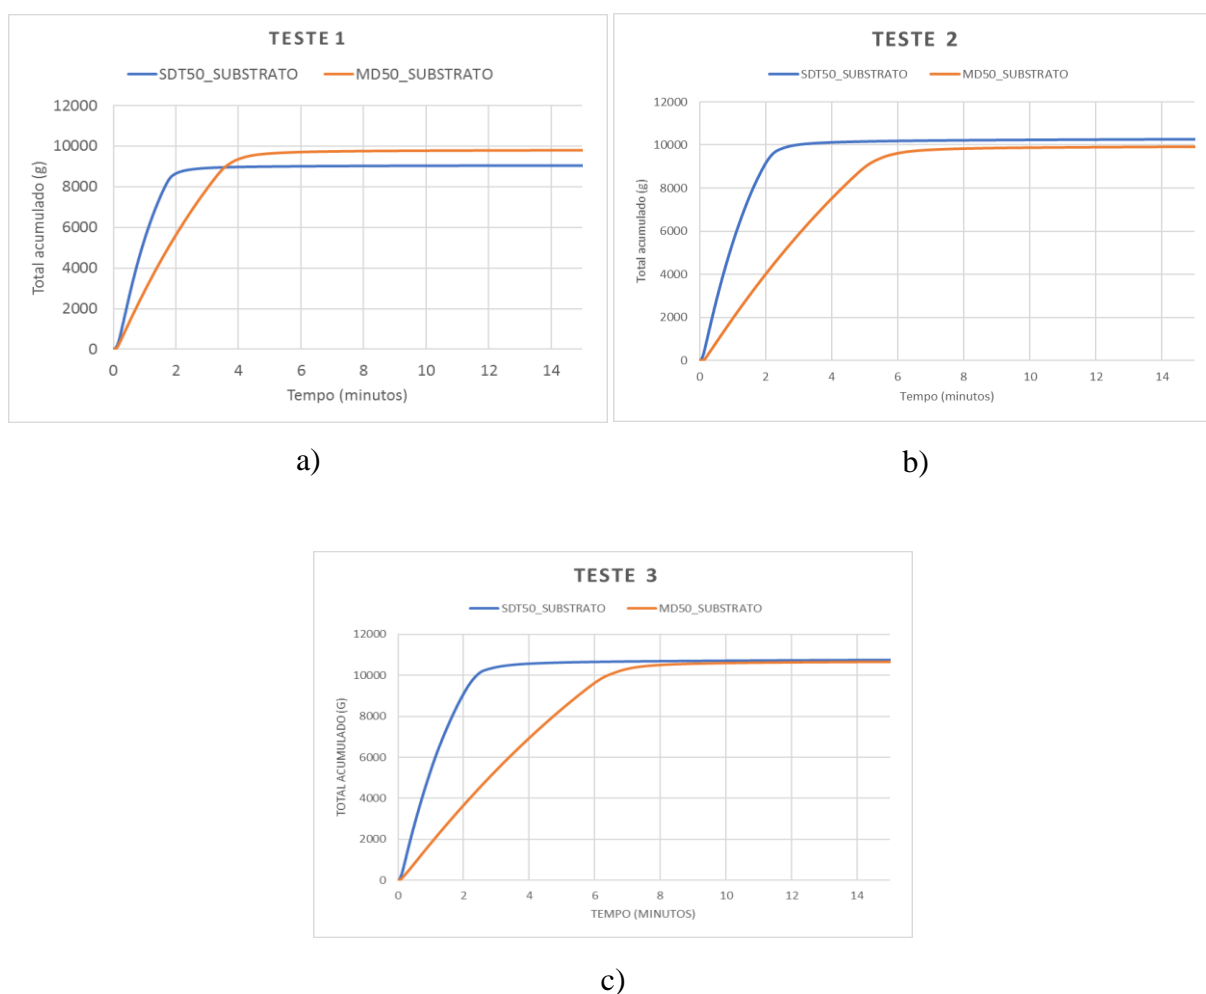 TESTE 1
SDT50_SUBSTRATO MD50_SUBSTRATO
12000
10000
8000
6000
4000
2000
0
Total acumulado (g)
0 2 4 6 8 10 12 14
Tempo (minutos)
a)
TESTE 2
SDT50_SUBSTRATO MD50_SUBSTRATO
12000
10000
8000
6000
4000
2000
0
Total acumulado (g)
0 2 4 6 8 10 12 14
Tempo (minutos)
b)
TESTE 3
SDT50_SUBSTRATO MD50_SUBSTRATO
12000
10000
8000
6000
4000
2000
0
TOTAL ACUMULADO (G)
0 2 4 6 8 10 12 14
TEMPO (MINUTOS)
c)